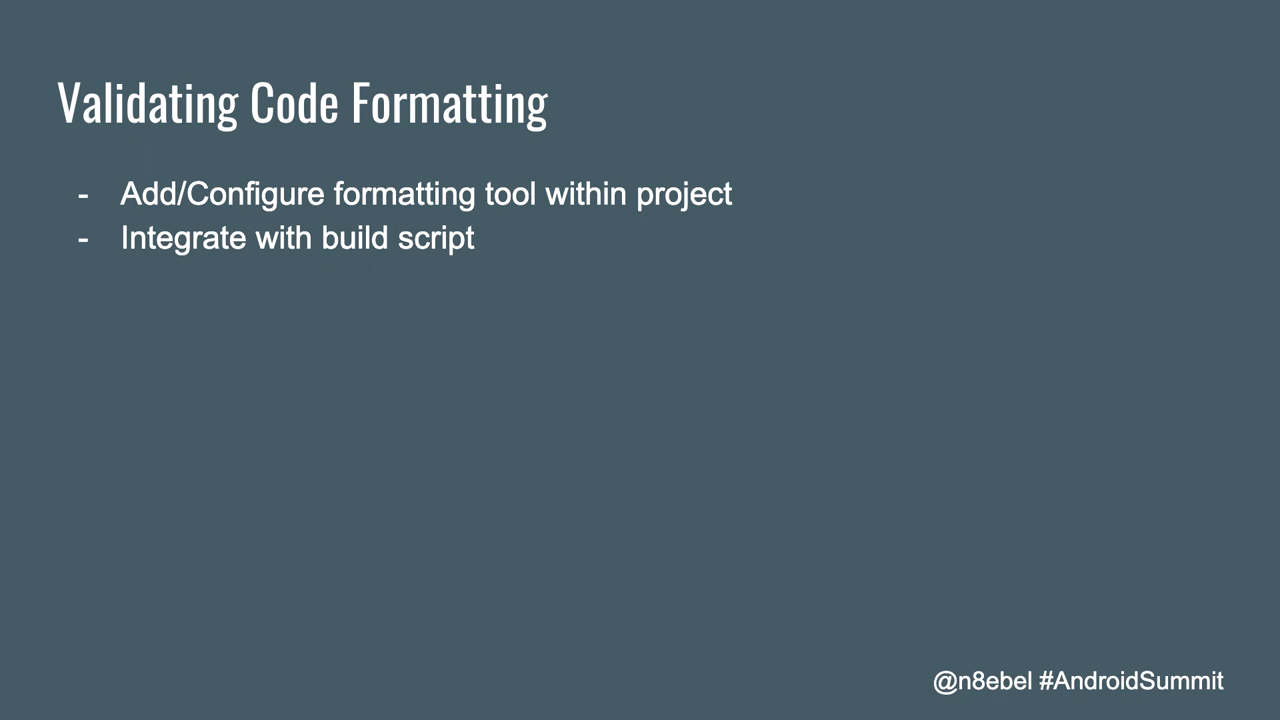 Validating Code Formatting
- Add/Configure formatting tool within project
- Integrate with build script
@n8ebel #AndroidSummit